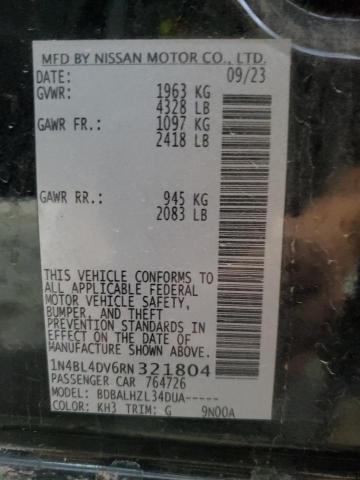 MFD BY NISSAN MOTOR CO., LTD.
DATE: 09/23
GVWR: 1963 KG
4328 LB
GAWR FR.: 1097 KG
2418 LB
GAWR RR.: 945 KG
2083 LB
THIS VEHICLE CONFORMS TO
ALL APPLICABLE FEDERAL
MOTOR VEHICLE SAFETY,
BUMPER, AND THEFT
PREVENTION STANDARDS IN
EFFECT ON THE DATE OF
MANUFACTURE SHOWN ABOVE.
1N4BL4DV6RN321804
PASSENGER CAR 764726
MODEL: BDBALHZL34DUA-----
COLOR: KH3 TRIM: G 9N00A